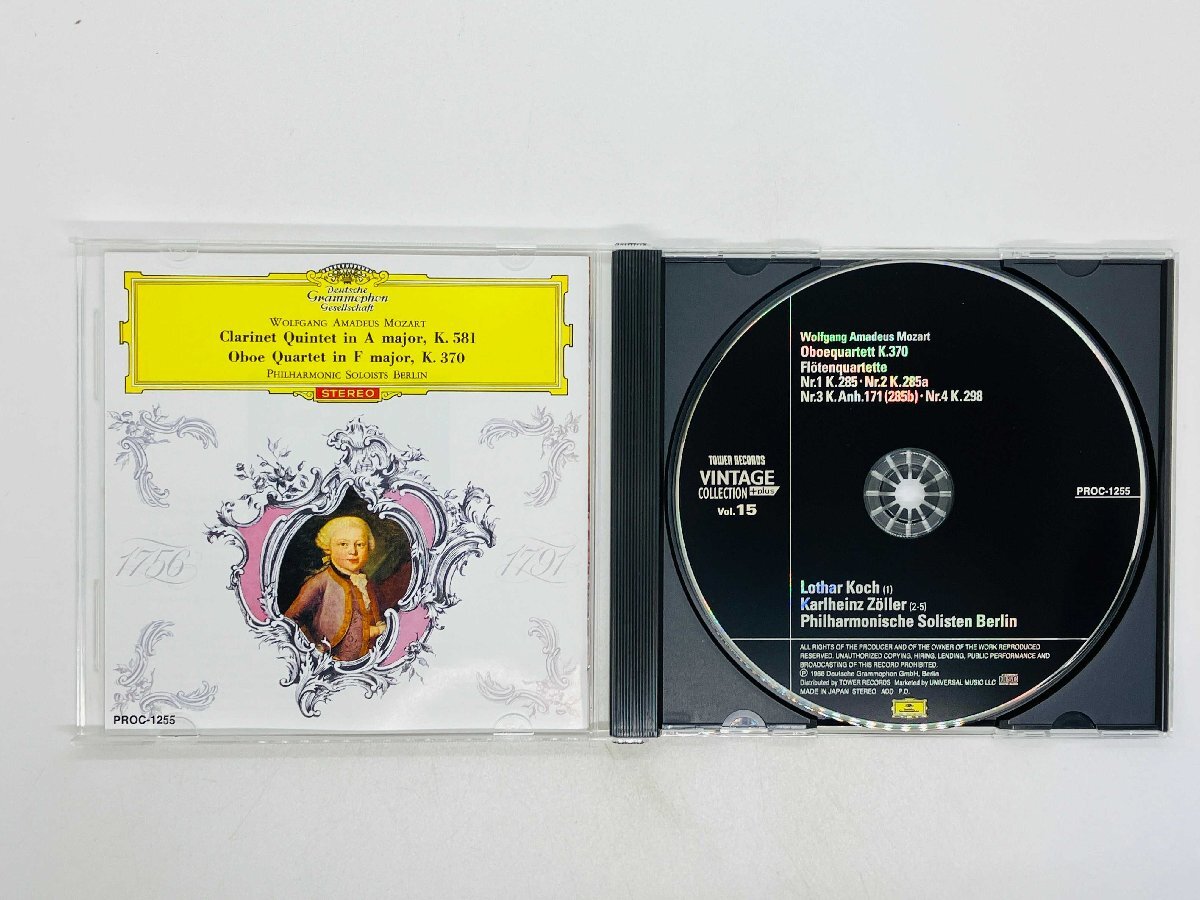 Deutsche
Grammophon
Gesellschaft
WOLFGANG AMADEUS MOZART
Clarinet Quintet in A major, K. 581
Oboe Quartet in F major, K. 370
PHILHARMONIC SOLOISTS BERLIN
STEREO
1756
1791
PROC-1255
Wolfgang Amadeus Mozart
Oboequartett K.370
Flötenquartette
Nr.1 K.285・Nr.2 K.285a
Nr.3 K.Anh.171 (285b)・Nr.4 K.298
TOWER RECORDS
VINTAGE
COLLECTION +plus
Vol.15
PROC-1255
Lothar Koch [1]
Karlheinz Zöller [2-5]
Philharmonische Solisten Berlin
ALL RIGHTS OF THE PRODUCER AND OF THE OWNER OF THE WORK REPRODUCED
RESERVED. UNAUTHORIZED COPYING, HIRING, LENDING, PUBLIC PERFORMANCE AND
BROADCASTING OF THIS RECORD PROHIBITED.
Ⓟ 1968 Deutsche Grammophon GmbH, Berlin
Distributed by TOWER RECORDS Marketed by UNIVERSAL MUSIC LLC
MADE IN JAPAN STEREO ADD P.D.